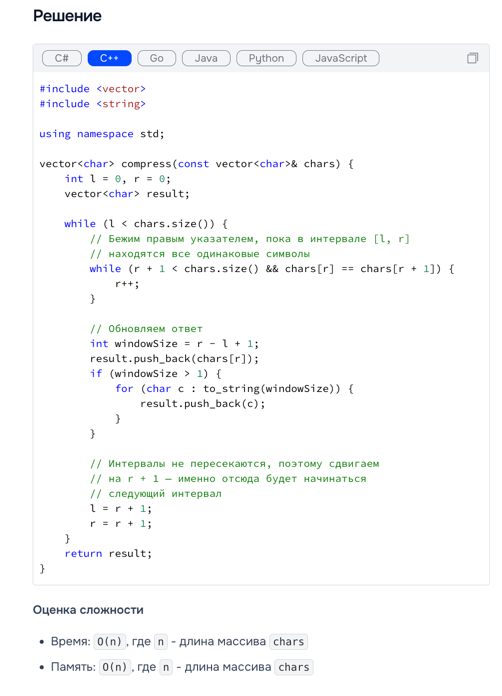 Решение
C#
C++
Go
Java
Python
JavaScript
#include <vector>
#include <string>
using namespace std;
vector<char> compress(const vector<char>& chars) {
    int l = 0, r = 0;
    vector<char> result;
    while (l < chars.size()) {
        // Бежим правым указателем, пока в интервале [l, r]
        // находятся все одинаковые символы
        while (r + 1 < chars.size() && chars[r] == chars[r + 1]) {
            r++;
        }
        // Обновляем ответ
        int windowSize = r - l + 1;
        result.push_back(chars[r]);
        if (windowSize > 1) {
            for (char c : to_string(windowSize)) {
                result.push_back(c);
            }
        }
        // Интервалы не пересекаются, поэтому сдвигаем
        // на r + 1 — именно отсюда будет начинаться
        // следующий интервал
        l = r + 1;
        r = r + 1;
    }
    return result;
}
Оценка сложности
• Время: O(n), где n - длина массива chars
• Память: O(n), где n - длина массива chars